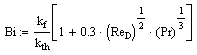 Bi := k_f/k_th [1 + 0.3 · (Re_D)^(1/2) · (Pr)^(1/3)]